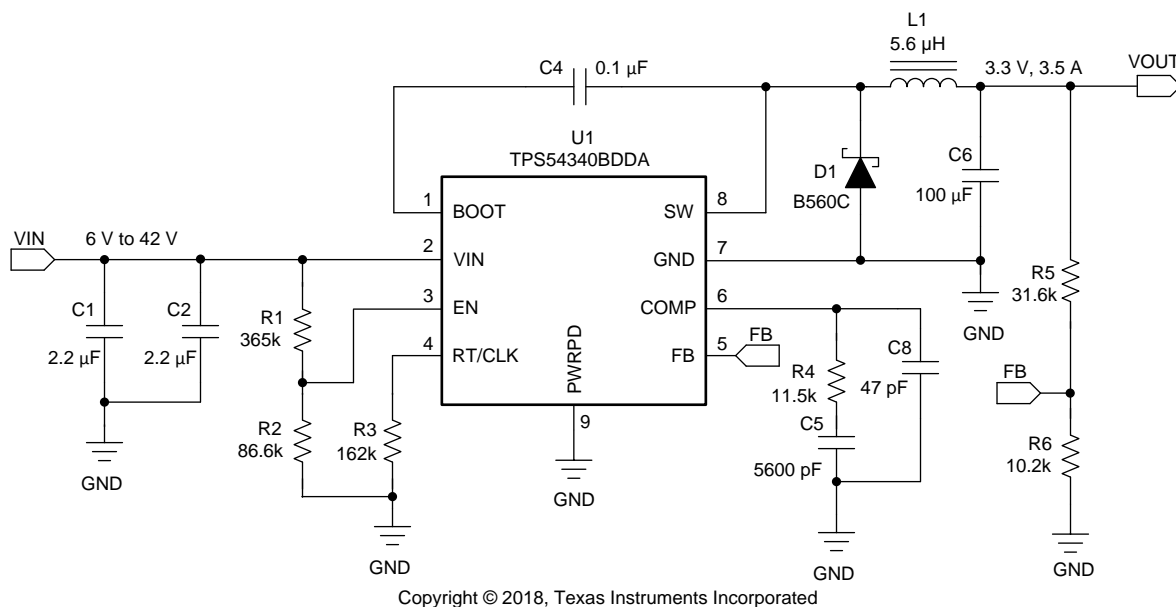 L1
5.6 µH
C4
0.1 µF
3.3 V, 3.5 A
VOUT
U1
TPS54340BDDA
D1
B560C
C6
100 µF
1
BOOT
SW
8
VIN
6 V to 42 V
2
VIN
GND
7
3
EN
COMP
6
4
RT/CLK
FB
5
FB
PWRPD
9
C1
2.2 µF
C2
2.2 µF
R1
365k
R2
86.6k
R3
162k
R4
11.5k
C8
47 pF
C5
5600 pF
R5
31.6k
FB
R6
10.2k
GND
GND
GND
GND
GND
GND
Copyright © 2018, Texas Instruments Incorporated